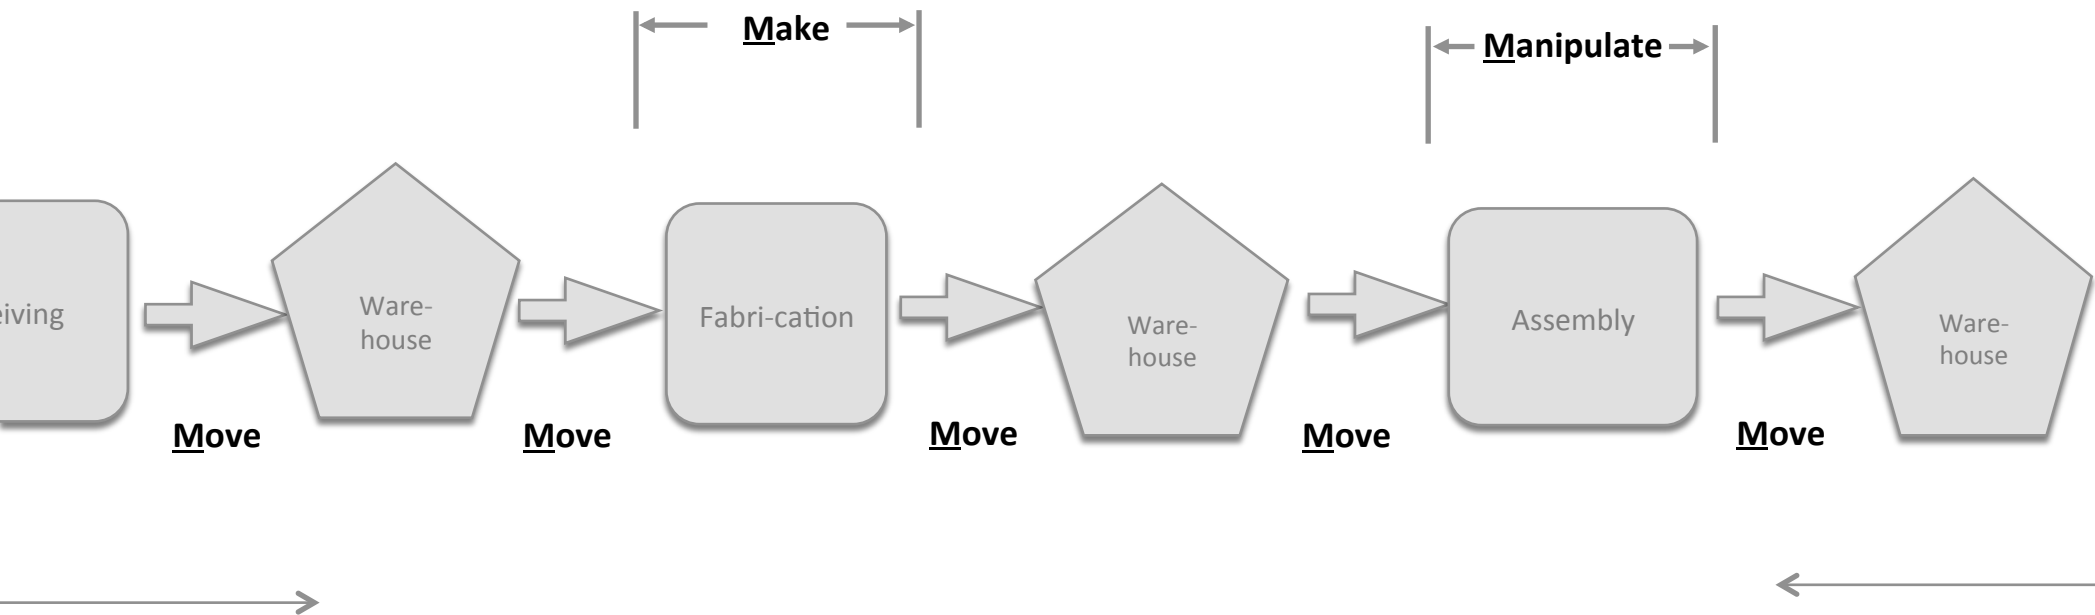 Make
Manipulate
eiving
Ware-
house
Fabri-cation
Ware-
house
Assembly
Ware-
house
Move
Move
Move
Move
Move